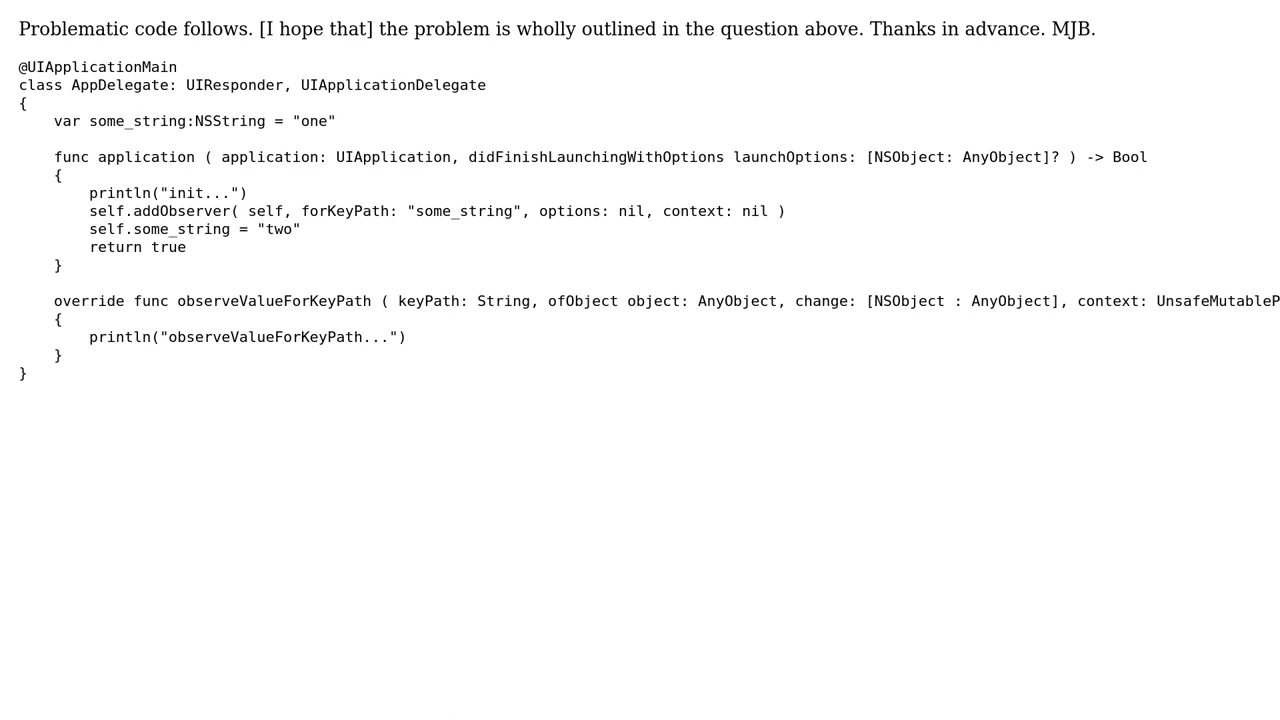 Problematic code follows. [I hope that] the problem is wholly outlined in the question above. Thanks in advance. MJB.
@UIApplicationMain
class AppDelegate: UIResponder, UIApplicationDelegate
{
    var some_string:NSString = "one"
    func application ( application: UIApplication, didFinishLaunchingWithOptions launchOptions: [NSObject: AnyObject]? ) -> Bool
    {
        println("init...")
        self.addObserver( self, forKeyPath: "some_string", options: nil, context: nil )
        self.some_string = "two"
        return true
    }
    override func observeValueForKeyPath ( keyPath: String, ofObject object: AnyObject, change: [NSObject : AnyObject], context: UnsafeMutableP
    {
        println("observeValueForKeyPath...")
    }
}